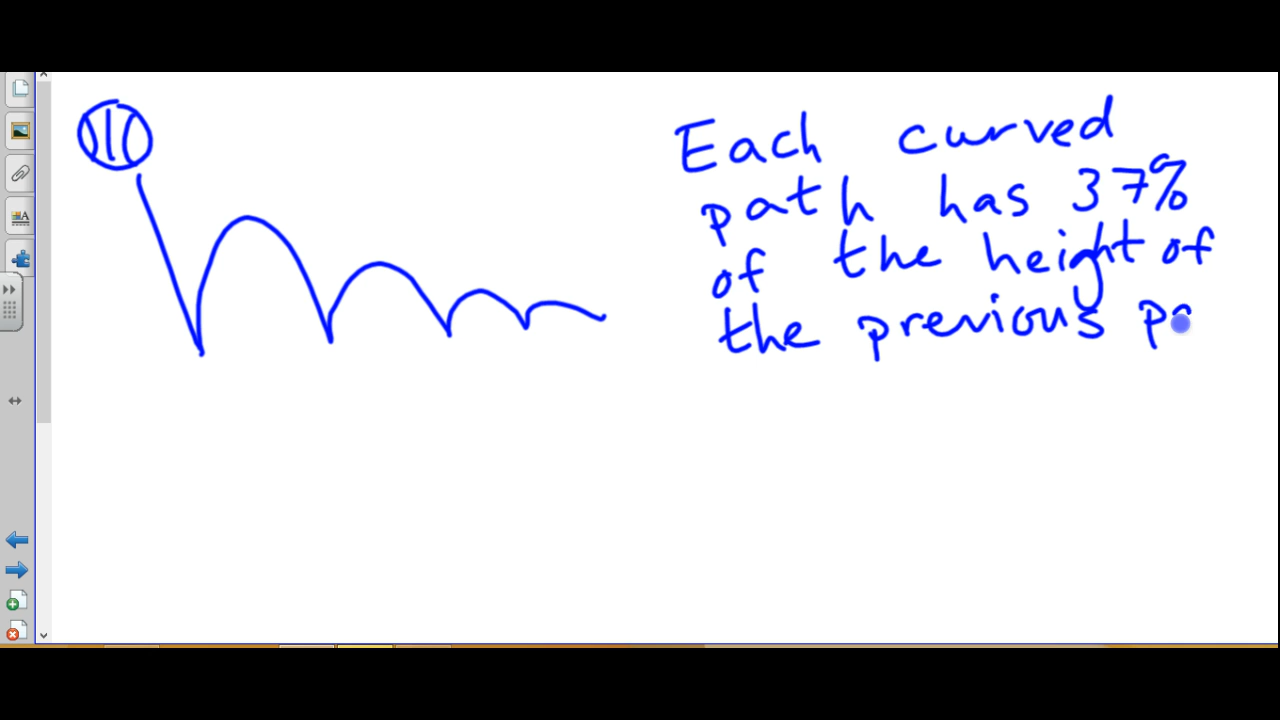 Each curved
path has 37%
of the height of
the previous